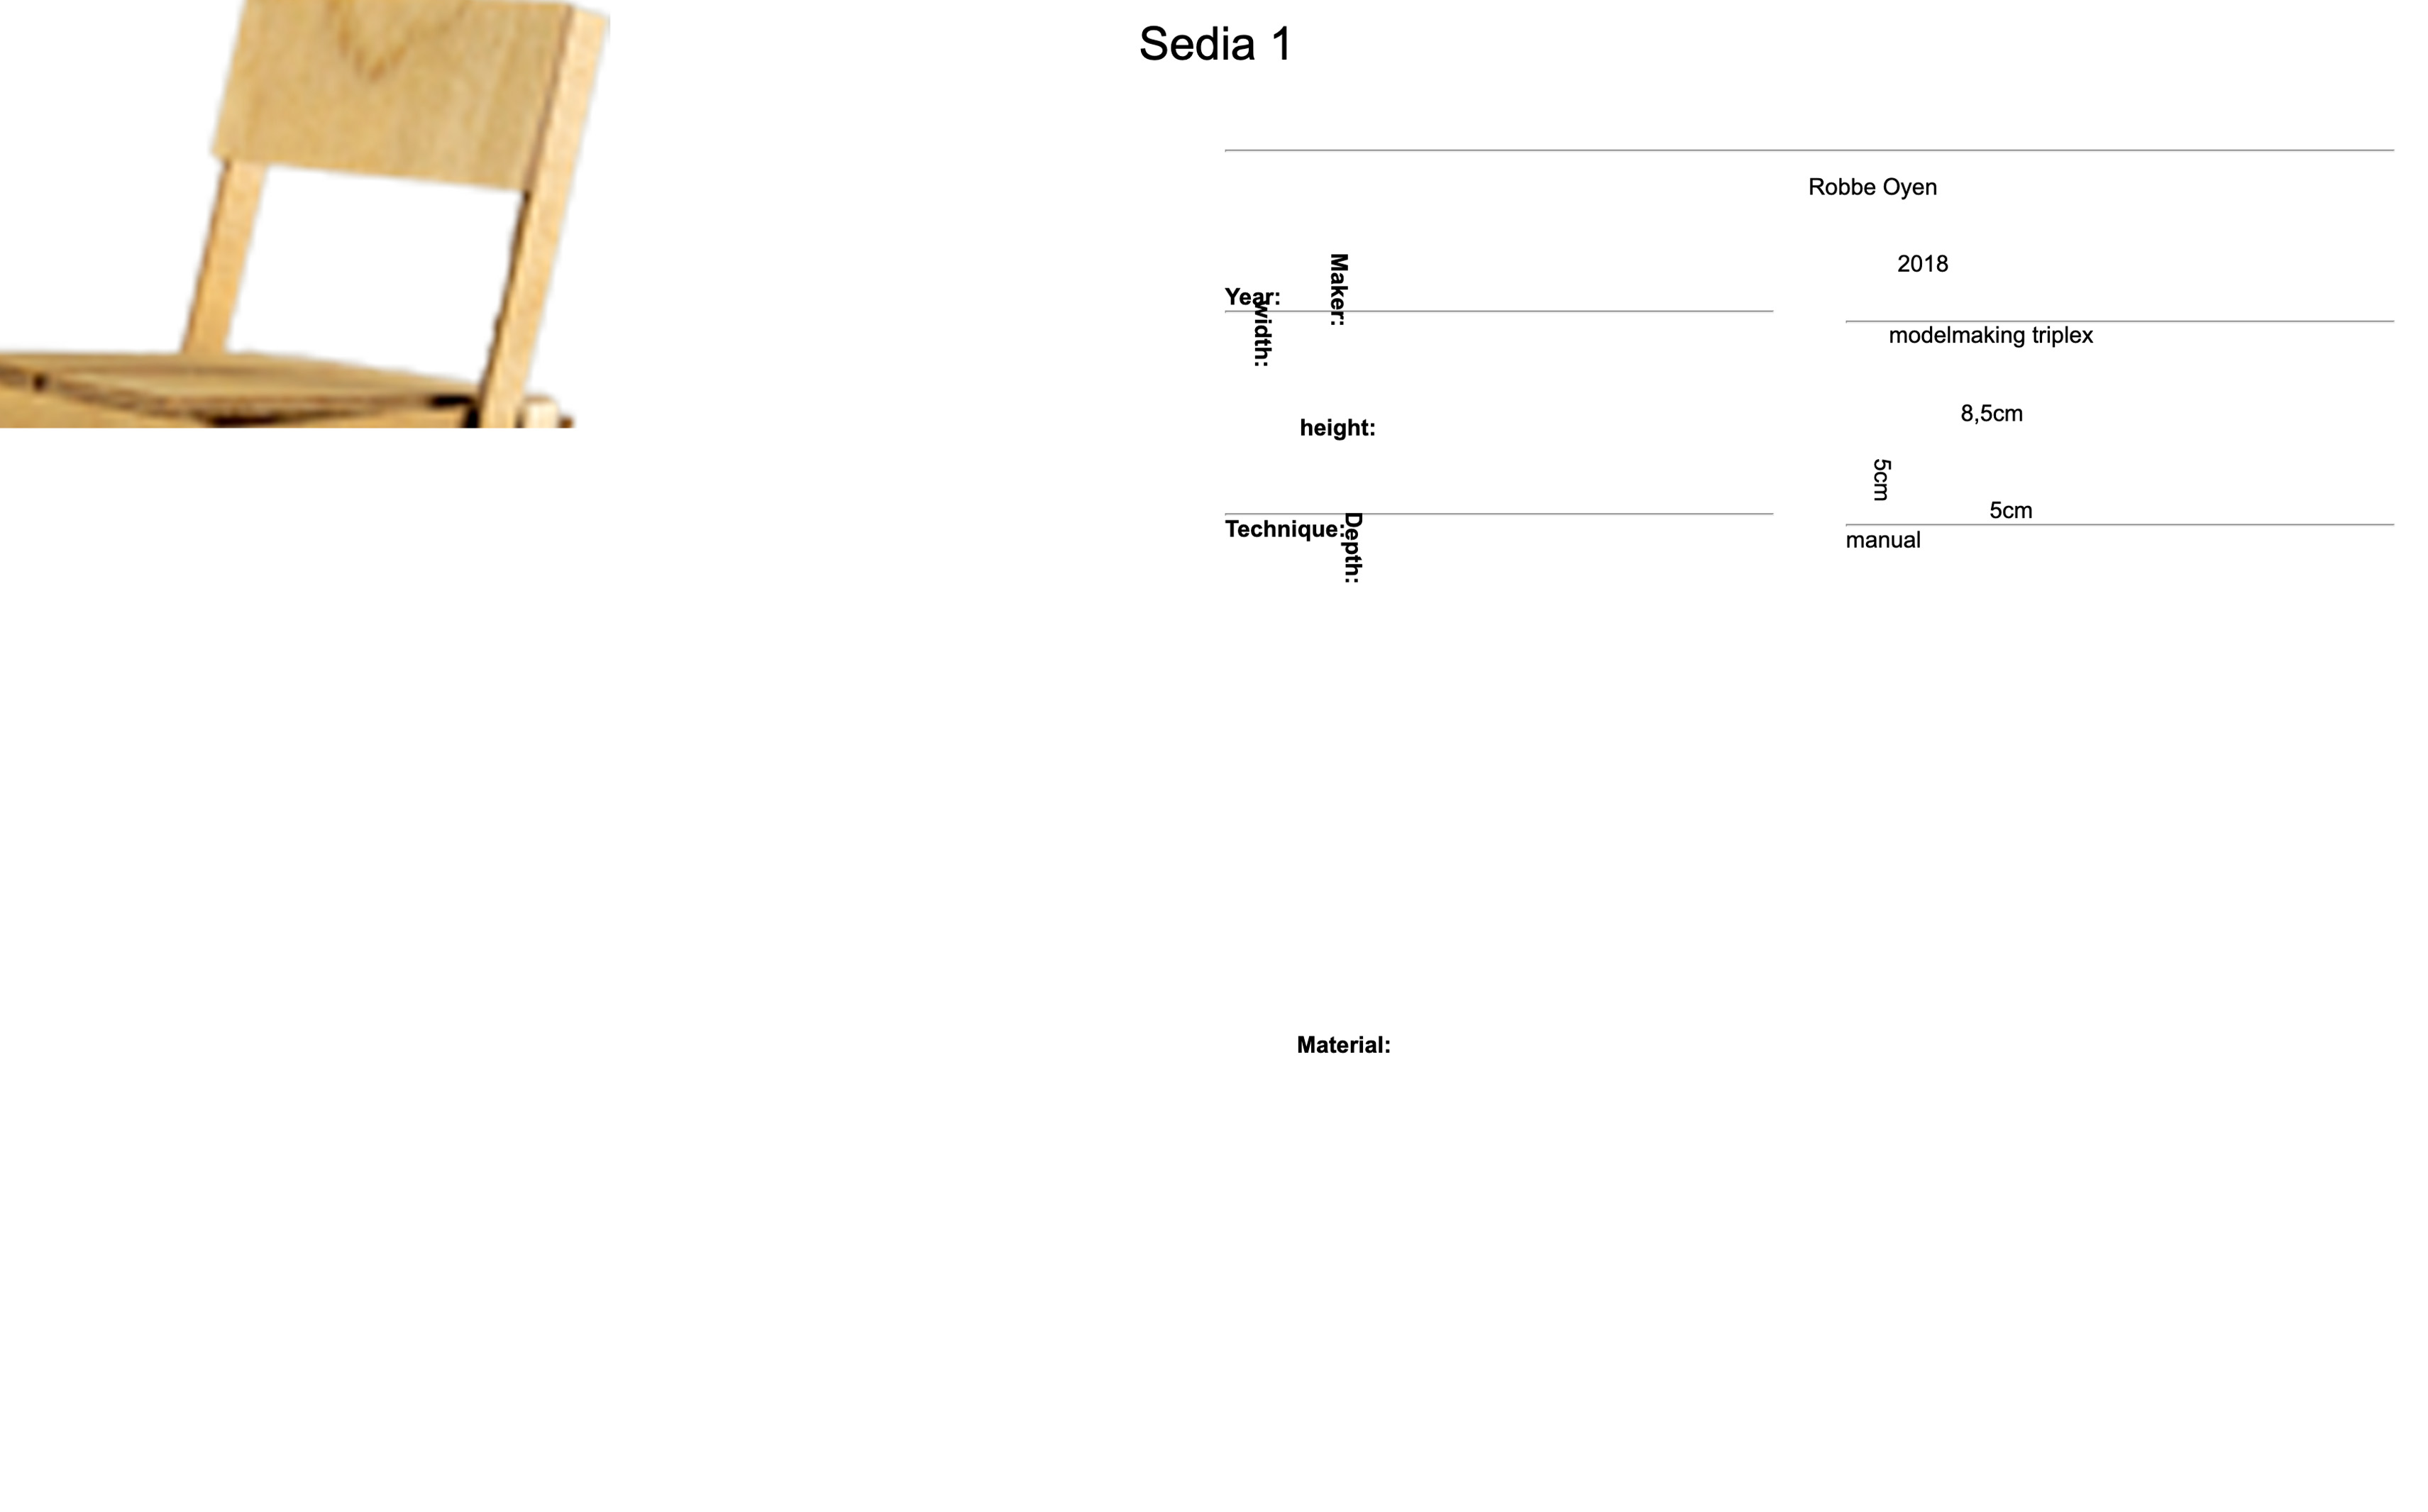 Sedia 1
Robbe Oyen
Maker:
2018
Year:
width:
modelmaking triplex
8,5cm
height:
5cm
5cm
Technique:
Depth:
manual
Material: